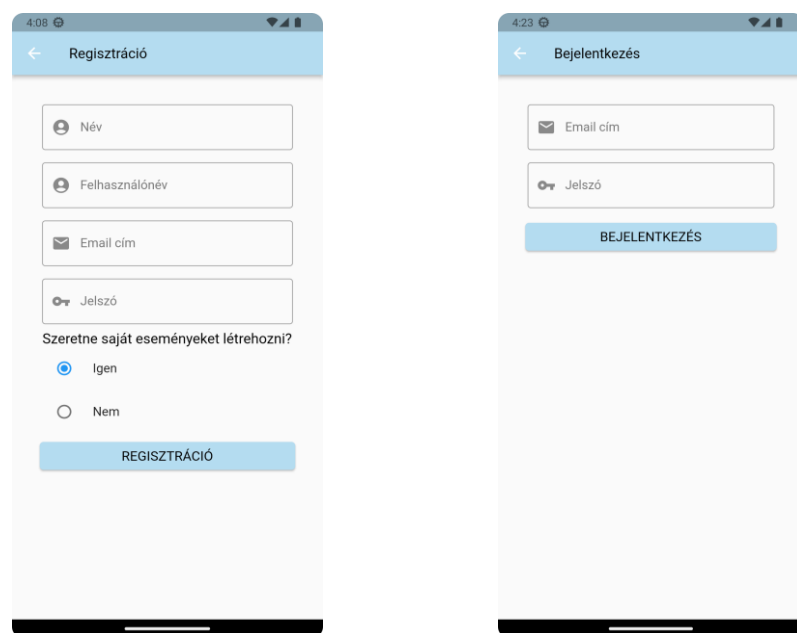 4:08
Regisztráció
Név
Felhasználónév
Email cím
Jelszó
Szeretne saját eseményeket létrehozni?
Igen
Nem
REGISZTRÁCIÓ
4:23
Bejelentkezés
Email cím
Jelszó
BEJELENTKEZÉS